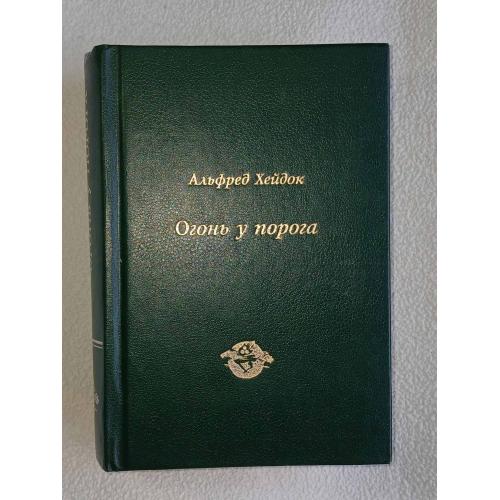 Альфред Хейдок
Огонь у порога